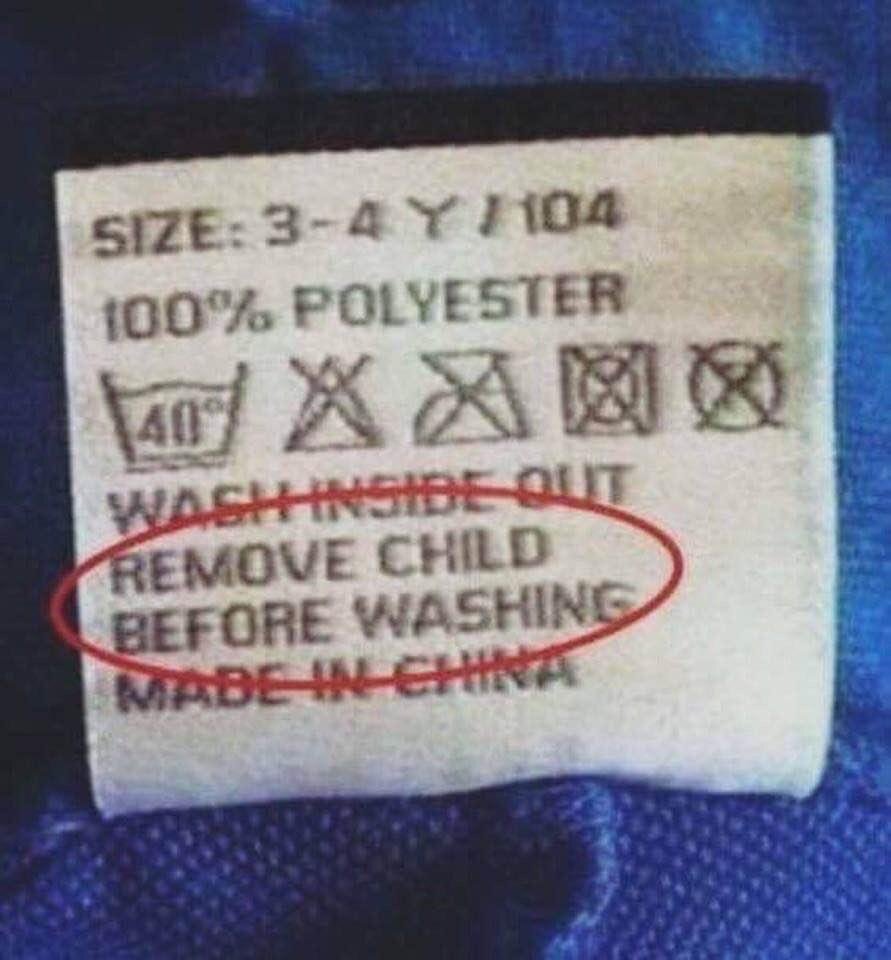 SIZE: 3-4 Y / 104
100% POLYESTER
40°
WASH INSIDE OUT
REMOVE CHILD
BEFORE WASHING
MADE IN CHINA